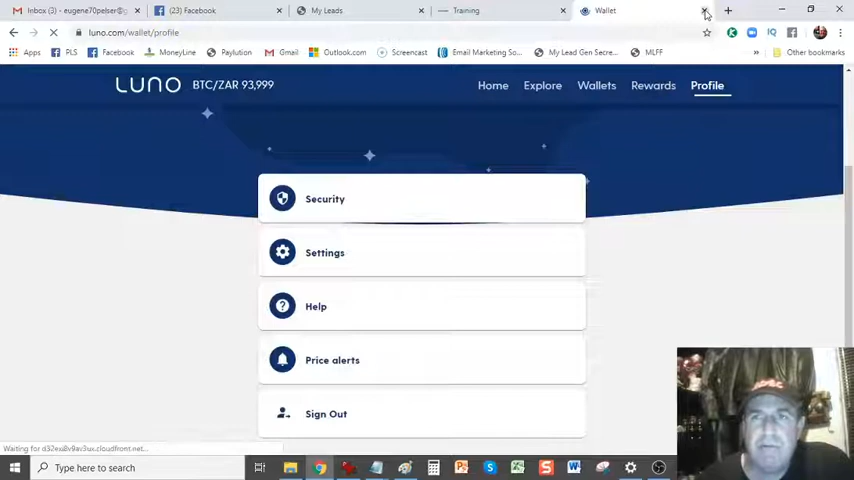 Inbox (3) - eugene70pelser@g
(23) Facebook
My Leads
Training
Wallet
luno.com/wallet/profile
Apps
PLS
Facebook
MoneyLine
Paylution
Gmail
Outlook.com
Screencast
Email Marketing So...
My Lead Gen Secre...
MLFF
Other bookmarks
LUNO
BTC/ZAR 93,999
Home
Explore
Wallets
Rewards
Profile
Security
Settings
Help
Price alerts
Sign Out
Type here to search